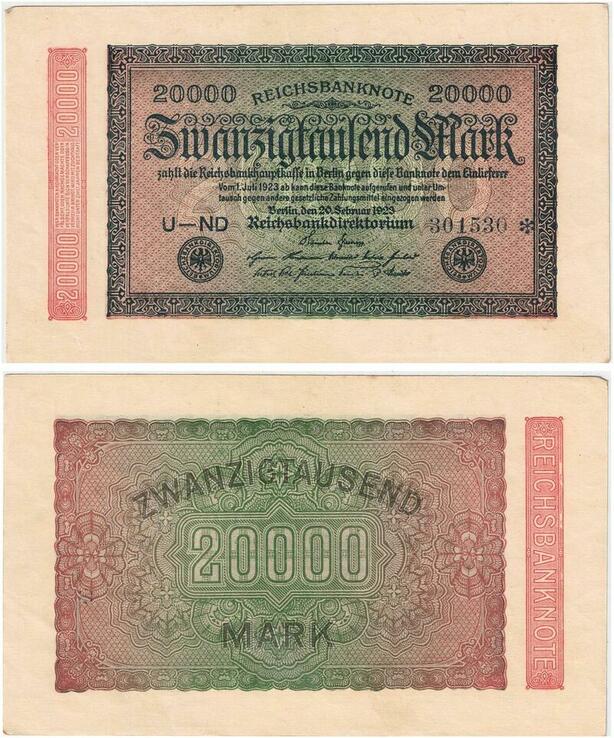 20000 REICHSBANKNOTE 20000
Zwanzigtausend Mark
zahlt die Reichsbankhauptkasse in Berlin gegen diese Banknote dem Einlieferer
Vom 1. Juli 1923 ab kann diese Banknote aufgerufen und unter Um-
tausch gegen andere gesetzliche Zahlungsmittel eingezogen werden
Berlin, den 20. Februar 1923
U–ND Reichsbankdirektorium 301530 *
20000
20000
ZWANZIGTAUSEND
20000
MARK
REICHSBANKNOTE